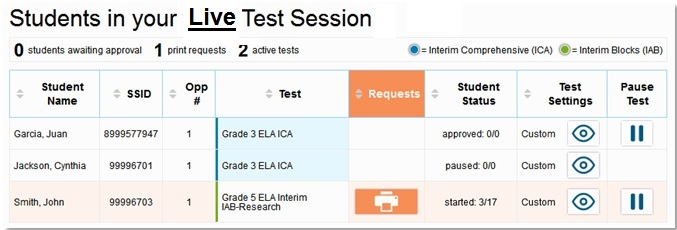 Students in your Live Test Session
0 students awaiting approval 1 print requests 2 active tests = Interim Comprehensive (ICA) = Interim Blocks (IAB)
Student Name SSID Opp # Test Requests Student Status Test Settings Pause Test
Garcia, Juan 8999577947 1 Grade 3 ELA ICA approved: 0/0 Custom
Jackson, Cynthia 99996701 1 Grade 3 ELA ICA paused: 0/0 Custom
Smith, John 99996703 1 Grade 5 ELA Interim IAB-Research started: 3/17 Custom